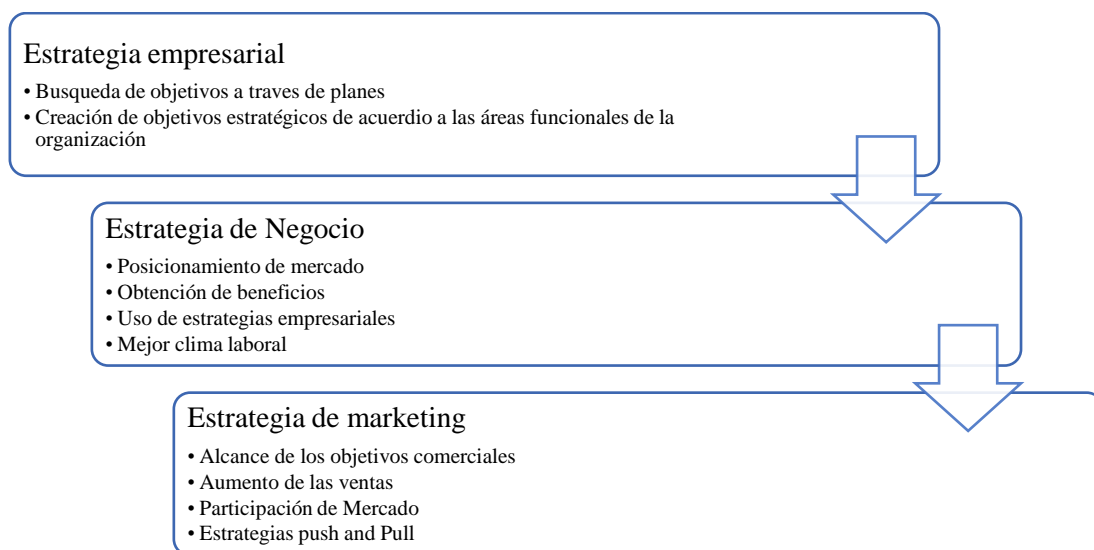 Estrategia empresarial
• Busqueda de objetivos a traves de planes
• Creación de objetivos estratégicos de acuerdio a las áreas funcionales de la
organización
Estrategia de Negocio
• Posicionamiento de mercado
• Obtención de beneficios
• Uso de estrategias empresariales
• Mejor clima laboral
Estrategia de marketing
• Alcance de los objetivos comerciales
• Aumento de las ventas
• Participación de Mercado
• Estrategias push and Pull